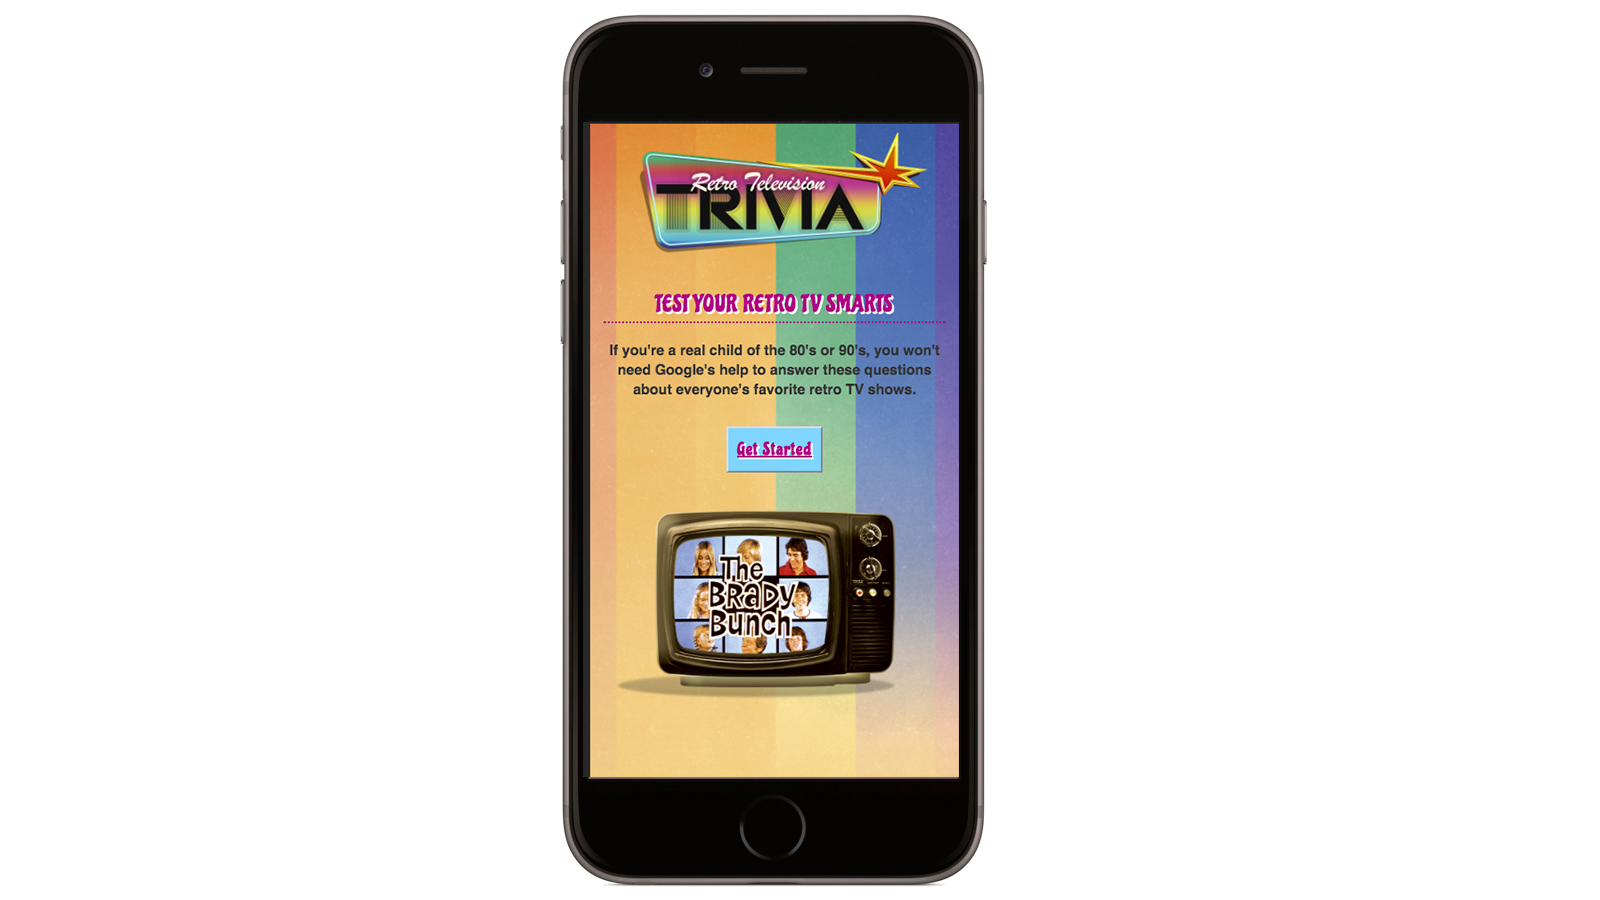 Retro Television
TRIVIA
TEST YOUR RETRO TV SMARTS
If you're a real child of the 80's or 90's, you won't
need Google's help to answer these questions
about everyone's favorite retro TV shows.
Get Started
The
BRADY
BUNCH